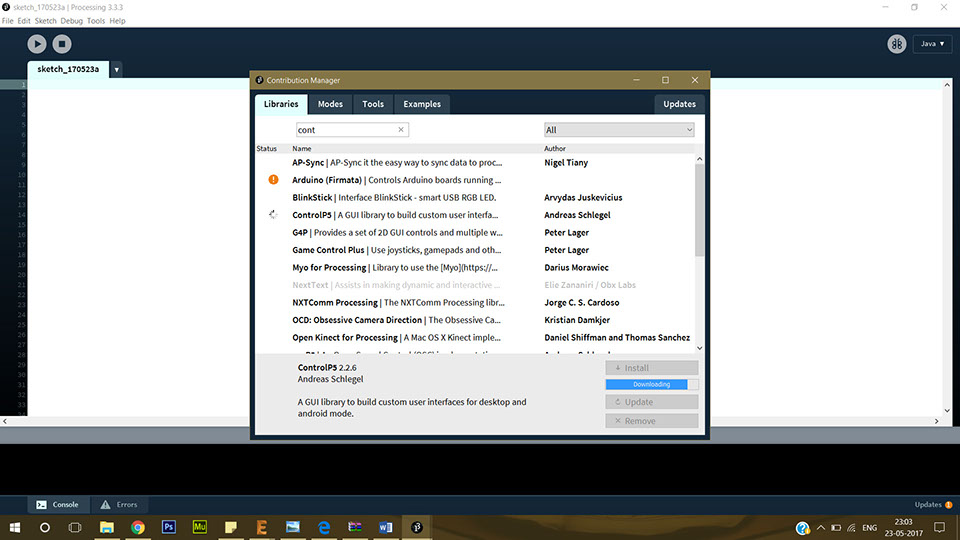 sketch_170523a | Processing 3.3.3
File Edit Sketch Debug Tools Help
Java ▾
sketch_170523a ▾
1
Contribution Manager
Libraries Modes Tools Examples Updates
cont × All
Status Name Author
AP-Sync | AP-Sync it the easy way to sync data to proc... Nigel Tiany
Arduino (Firmata) | Controls Arduino boards running ...
BlinkStick | Interface BlinkStick - smart USB RGB LED. Arvydas Juskevicius
ControlP5 | A GUI library to build custom user interfa... Andreas Schlegel
G4P | Provides a set of 2D GUI controls and multiple w... Peter Lager
Game Control Plus | Use joysticks, gamepads and oth... Peter Lager
Myo for Processing | Library to use the [Myo](https://... Darius Morawiec
NextText | Assists in making dynamic and interactive ... Elie Zananiri / Obx Labs
NXTComm Processing | The NXTComm Processing libr... Jorge C. S. Cardoso
OCD: Obsessive Camera Direction | The Obsessive Ca... Kristian Damkjer
Open Kinect for Processing | A Mac OS X Kinect imple... Daniel Shiffman and Thomas Sanchez
ControlP5 2.2.6
Andreas Schlegel
A GUI library to build custom user interfaces for desktop and
android mode.
Install
Downloading
Update
Remove
Console Errors Updates 1
Ps Mu ENG 23:03
23-05-2017